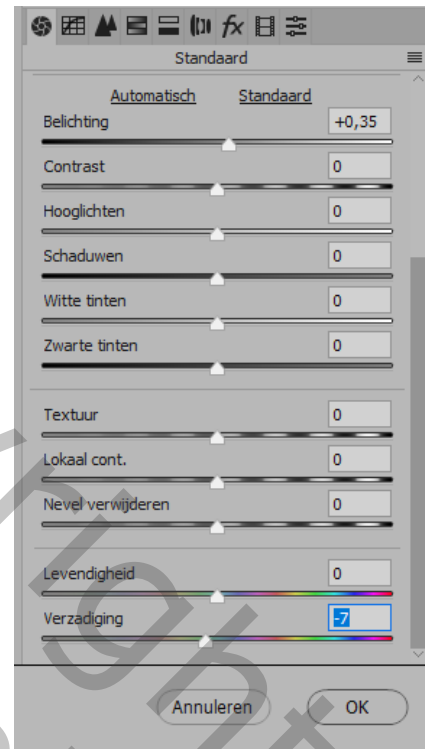 fx
Standaard
Automatisch Standaard
Belichting +0,35
Contrast 0
Hooglichten 0
Schaduwen 0
Witte tinten 0
Zwarte tinten 0
Textuur 0
Lokaal cont. 0
Nevel verwijderen 0
Levendigheid 0
Verzadiging -7
Annuleren OK